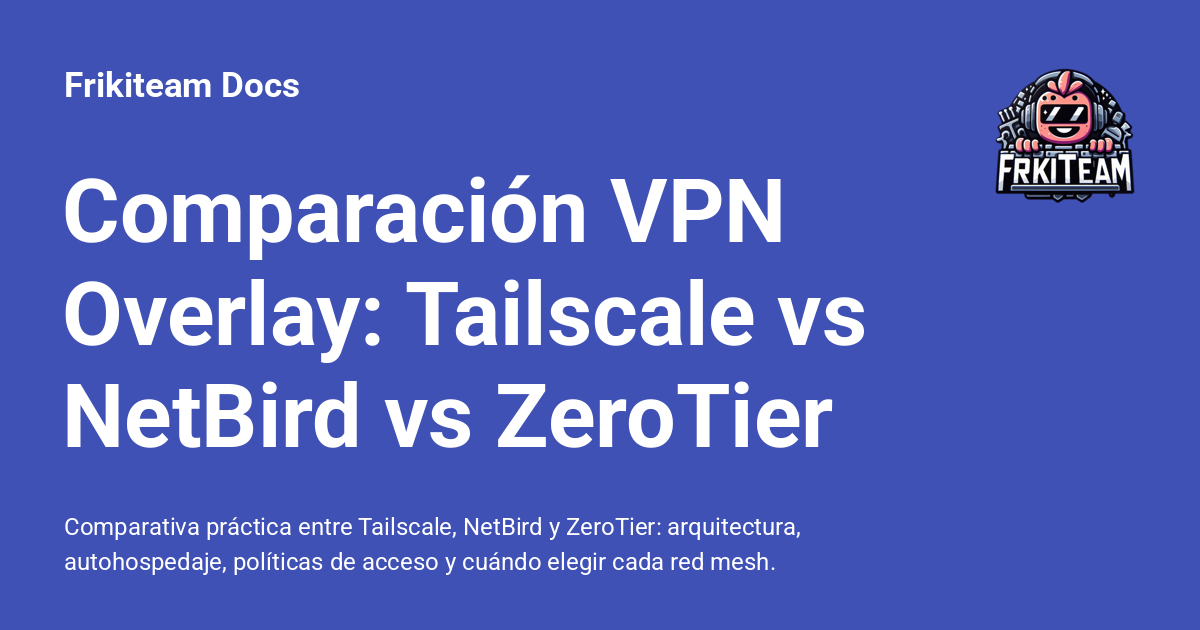 Frikiteam Docs
FRKITEAM
Comparación VPN
Overlay: Tailscale vs
NetBird vs ZeroTier
Comparativa práctica entre Tailscale, NetBird y ZeroTier: arquitectura,
autohospedaje, políticas de acceso y cuándo elegir cada red mesh.